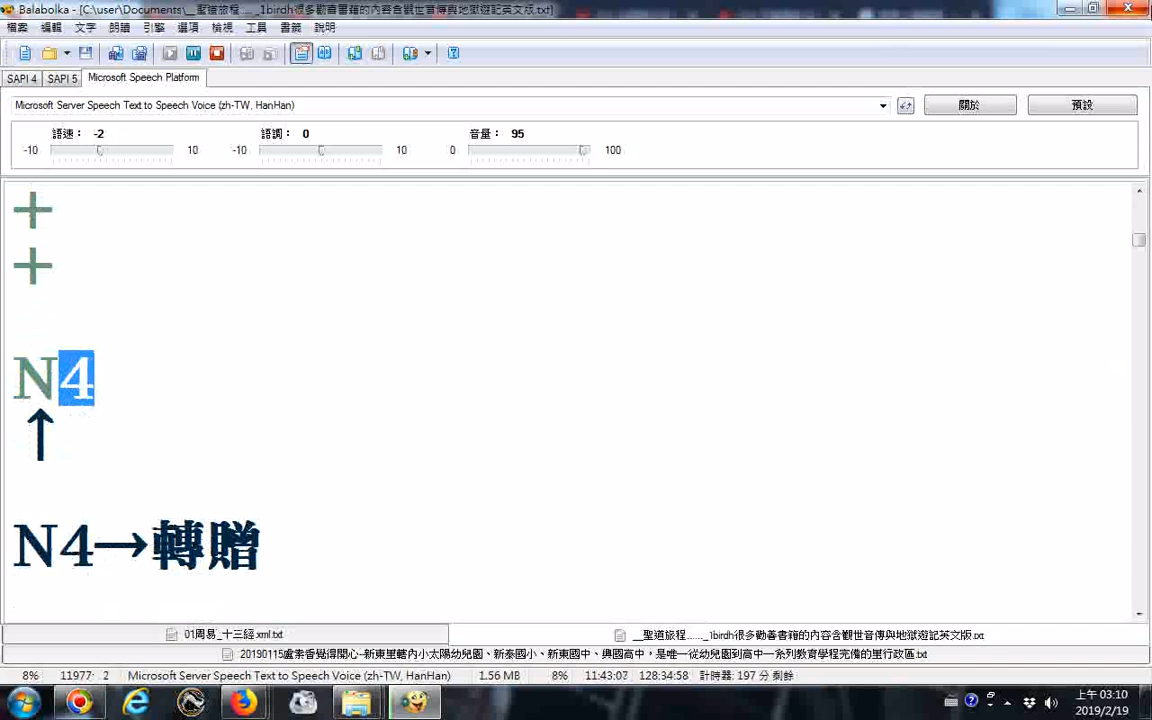 Balabolka - [C:\user\Documents\__聖道旅程......_1birdh很多勸善書籍的內容含觀世音傳與地獄遊記英文版.txt]
檔案 編輯 文字 朗讀 引擎 選項 檢視 工具 書籤 說明
SAPI 4 SAPI 5 Microsoft Speech Platform
Microsoft Server Speech Text to Speech Voice (zh-TW, HanHan) 關於 預設
語速： -2 語調： 0 音量： 95
-10 10 -10 10 0 100
+
+
N4
↑
N4→轉贈
01周易_十三經.xml.txt __聖道旅程......_1birdh很多勸善書籍的內容含觀世音傳與地獄遊記英文版.txt
20190115盧素香覺得開心--新東里轄內小太陽幼兒園、新泰國小、新東國中、興國高中，是唯一從幼兒園到高中一系列教育學程完備的里行政區.txt
8% 11977: 2 Microsoft Server Speech Text to Speech Voice (zh-TW, HanHan) 1.56 MB 8% 11:43:07 128:34:58 計時器: 197 分 剩餘
上午 03:10
2019/2/19